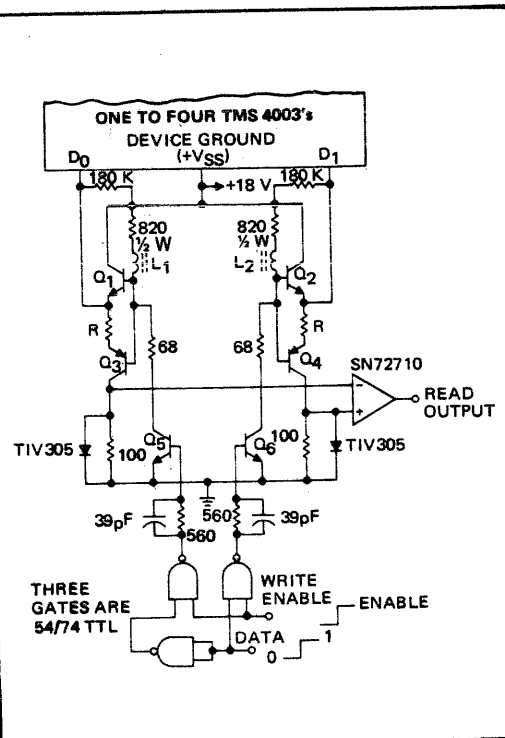 ONE TO FOUR TMS 4003's
DEVICE GROUND
(+VSS)
D0
D1
180 K
180 K
+18 V
820
½ W
L1
820
½ W
L2
Q1
Q2
R
R
68
68
Q3
Q4
SN72710
−
+
READ
OUTPUT
TIV305
100
Q5
Q6
100
TIV305
39pF
560
560
39pF
THREE
GATES ARE
54/74 TTL
WRITE
ENABLE
ENABLE
DATA
0
1